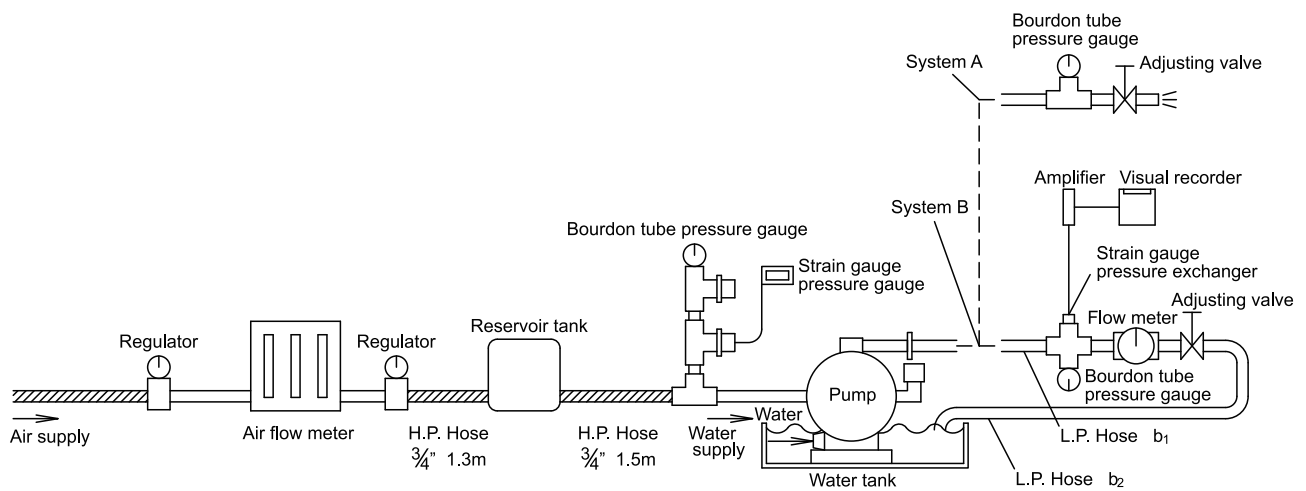 Bourdon tube
pressure gauge
System A
Adjusting valve
Amplifier
Visual recorder
System B
Bourdon tube pressure gauge
Strain gauge
pressure gauge
Strain gauge
pressure exchanger
Adjusting valve
Flow meter
Regulator
Regulator
Reservoir tank
Pump
Bourdon tube
pressure gauge
Air supply
Air flow meter
H.P. Hose
3/4" 1.3m
H.P. Hose
3/4" 1.5m
Water
supply
Water
Water tank
L.P. Hose b₁
L.P. Hose b₂